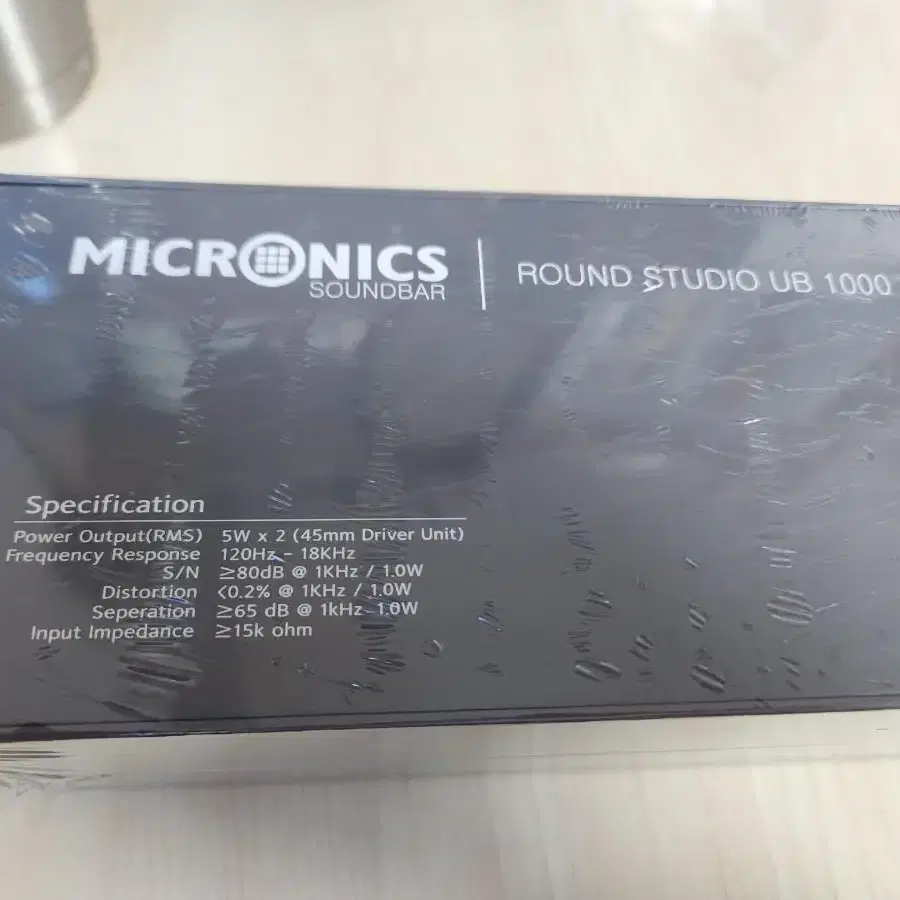 MICRONICS
SOUNDBAR
ROUND STUDIO UB 1000
Specification
Power Output(RMS) 5W x 2 (45mm Driver Unit)
Frequency Response 120Hz - 18KHz
S/N ≥80dB @ 1KHz / 1.0W
Distortion <0.2% @ 1KHz / 1.0W
Seperation ≥65 dB @ 1kHz 1.0W
Input Impedance ≥15k ohm